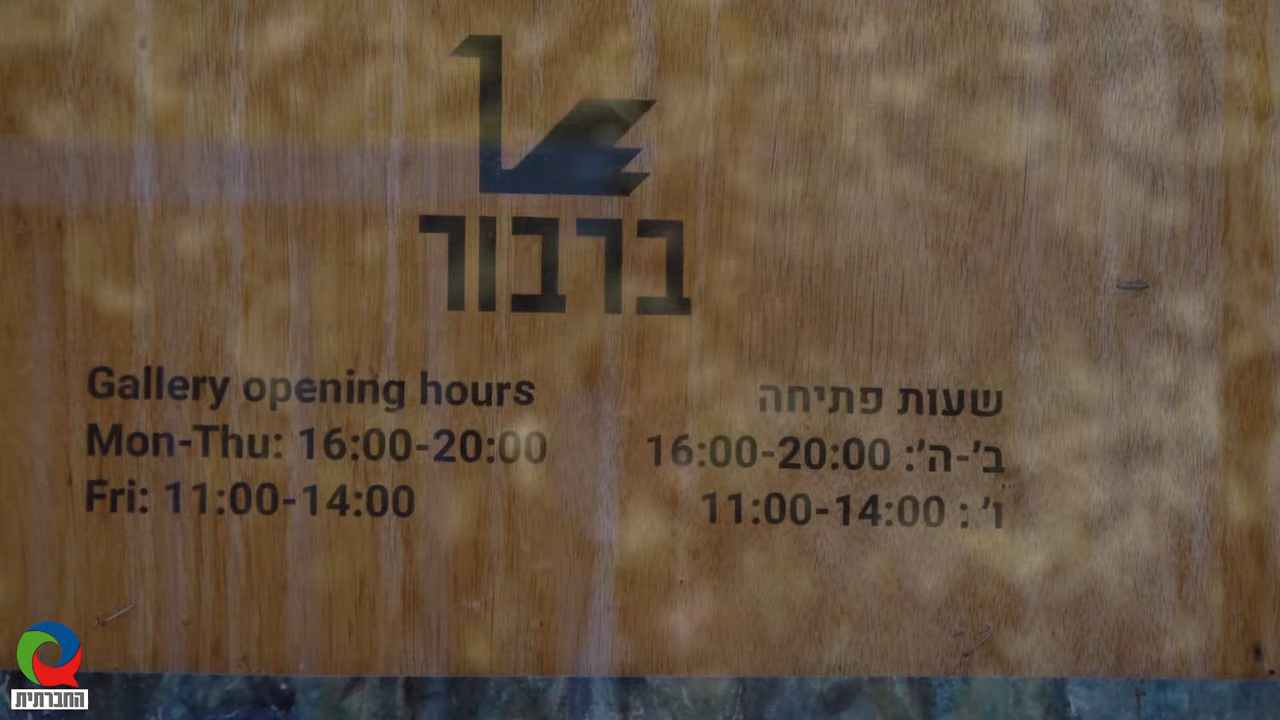 ברבור
Gallery opening hours
Mon-Thu: 16:00-20:00
Fri: 11:00-14:00
שעות פתיחה
ב'-ה': 16:00-20:00
ו' : 11:00-14:00
החברתית